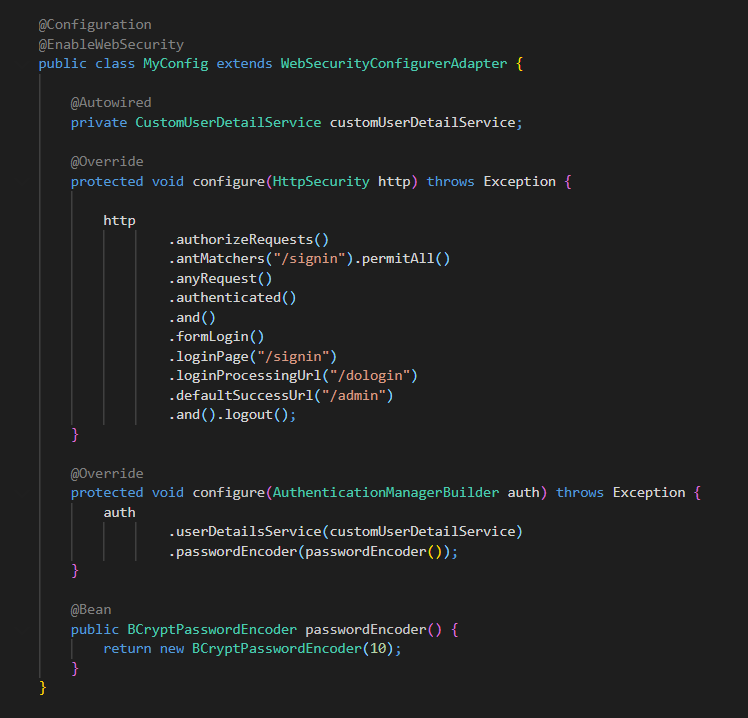 @Configuration
@EnableWebSecurity
public class MyConfig extends WebSecurityConfigurerAdapter {
@Autowired
private CustomUserDetailService customUserDetailService;
@Override
protected void configure(HttpSecurity http) throws Exception {
http
.authorizeRequests()
.antMatchers("/signin").permitAll()
.anyRequest()
.authenticated()
.and()
.formLogin()
.loginPage("/signin")
.loginProcessingUrl("/dologin")
.defaultSuccessUrl("/admin")
.and().logout();
}
@Override
protected void configure(AuthenticationManagerBuilder auth) throws Exception {
auth
.userDetailsService(customUserDetailService)
.passwordEncoder(passwordEncoder());
}
@Bean
public BCryptPasswordEncoder passwordEncoder() {
return new BCryptPasswordEncoder(10);
}
}